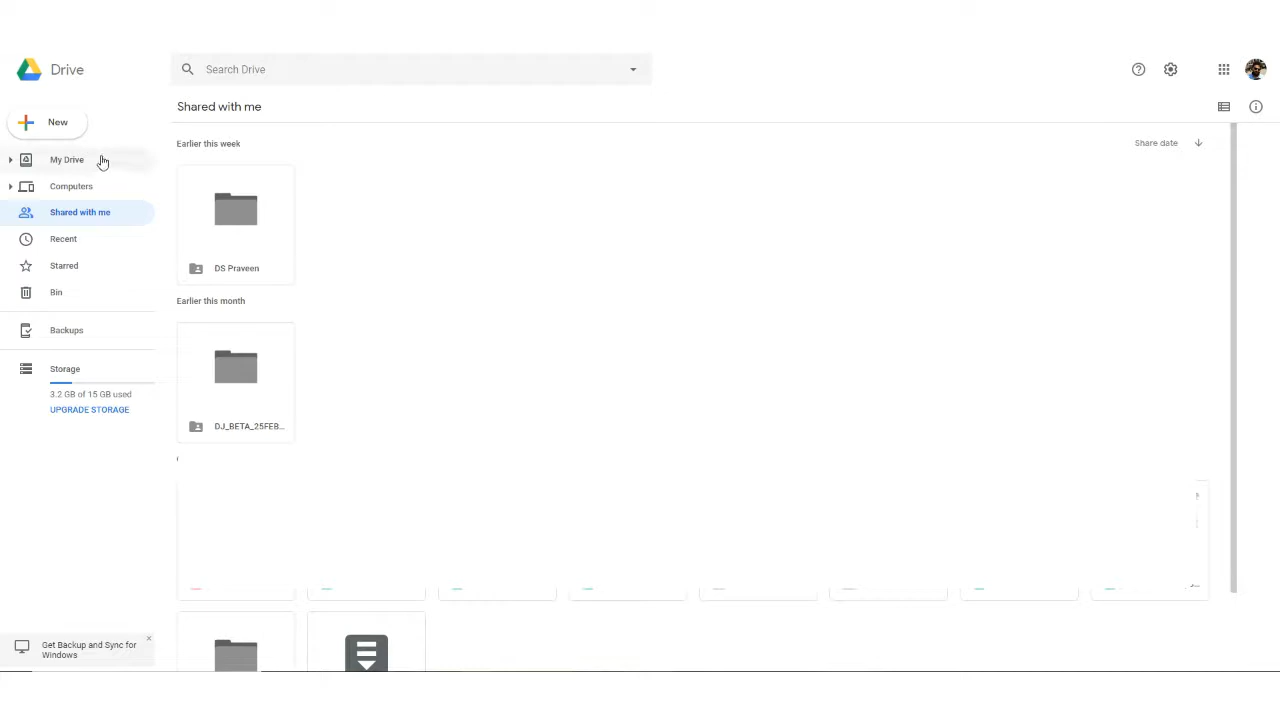 Drive
Search Drive
Shared with me
New
Earlier this week
Share date
My Drive
Computers
Shared with me
Recent
Starred
DS Praveen
Bin
Earlier this month
Backups
Storage
3.2 GB of 15 GB used
UPGRADE STORAGE
DJ_BETA_25FEB...
Get Backup and Sync for
Windows